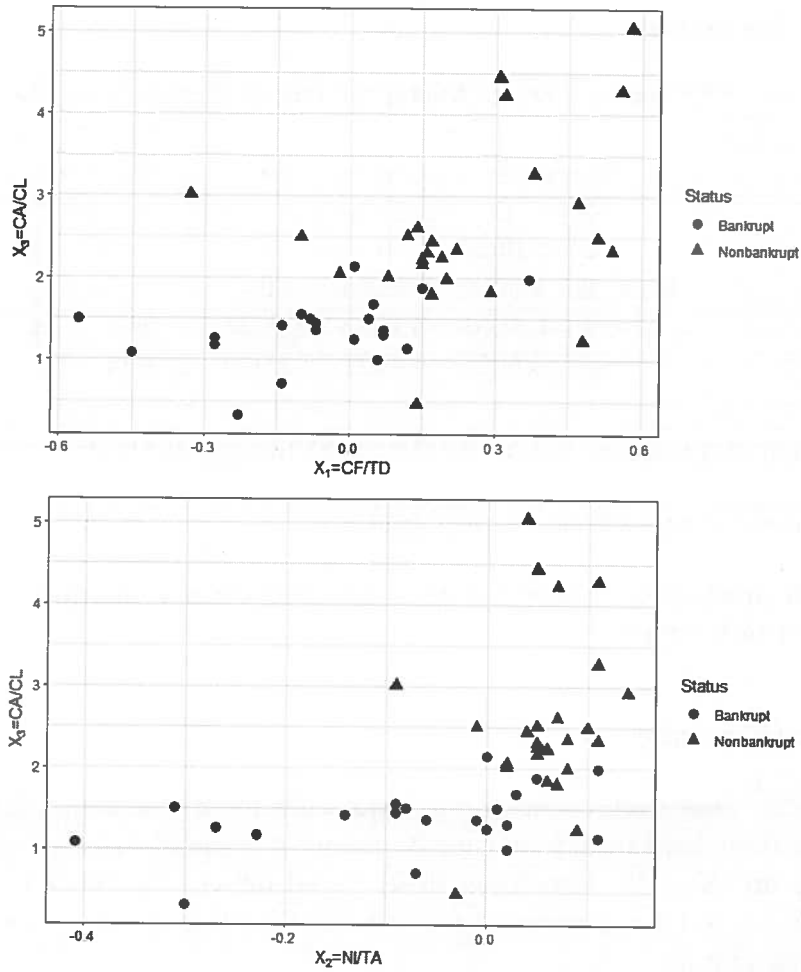 5
4
3
2
1
X₃=CA/CL
-0.6
-0.3
0.0
0.3
0.6
X₁=CF/TD
Status
Bankrupt
Nonbankrupt
5
4
3
2
1
X₃=CA/CL
-0.4
-0.2
0.0
X₂=NI/TA
Status
Bankrupt
Nonbankrupt